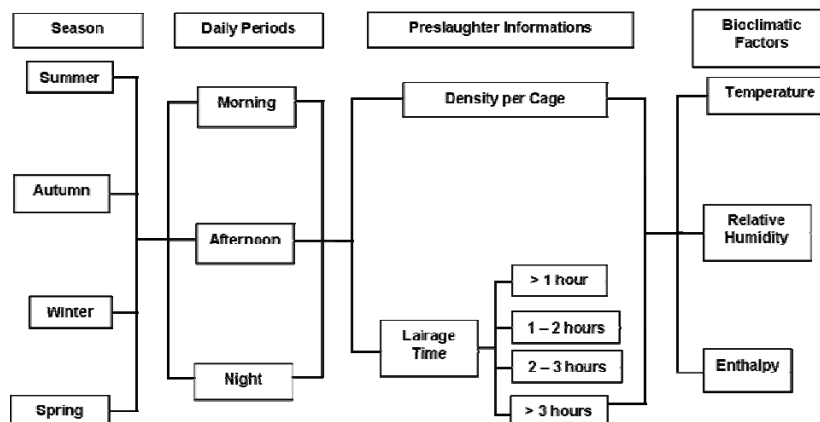 Season
Daily Periods
Preslaughter Informations
Bioclimatic
Factors
Summer
Autumn
Winter
Spring
Morning
Afternoon
Night
Density per Cage
Lairage
Time
> 1 hour
1 – 2 hours
2 – 3 hours
> 3 hours
Temperature
Relative
Humidity
Enthalpy